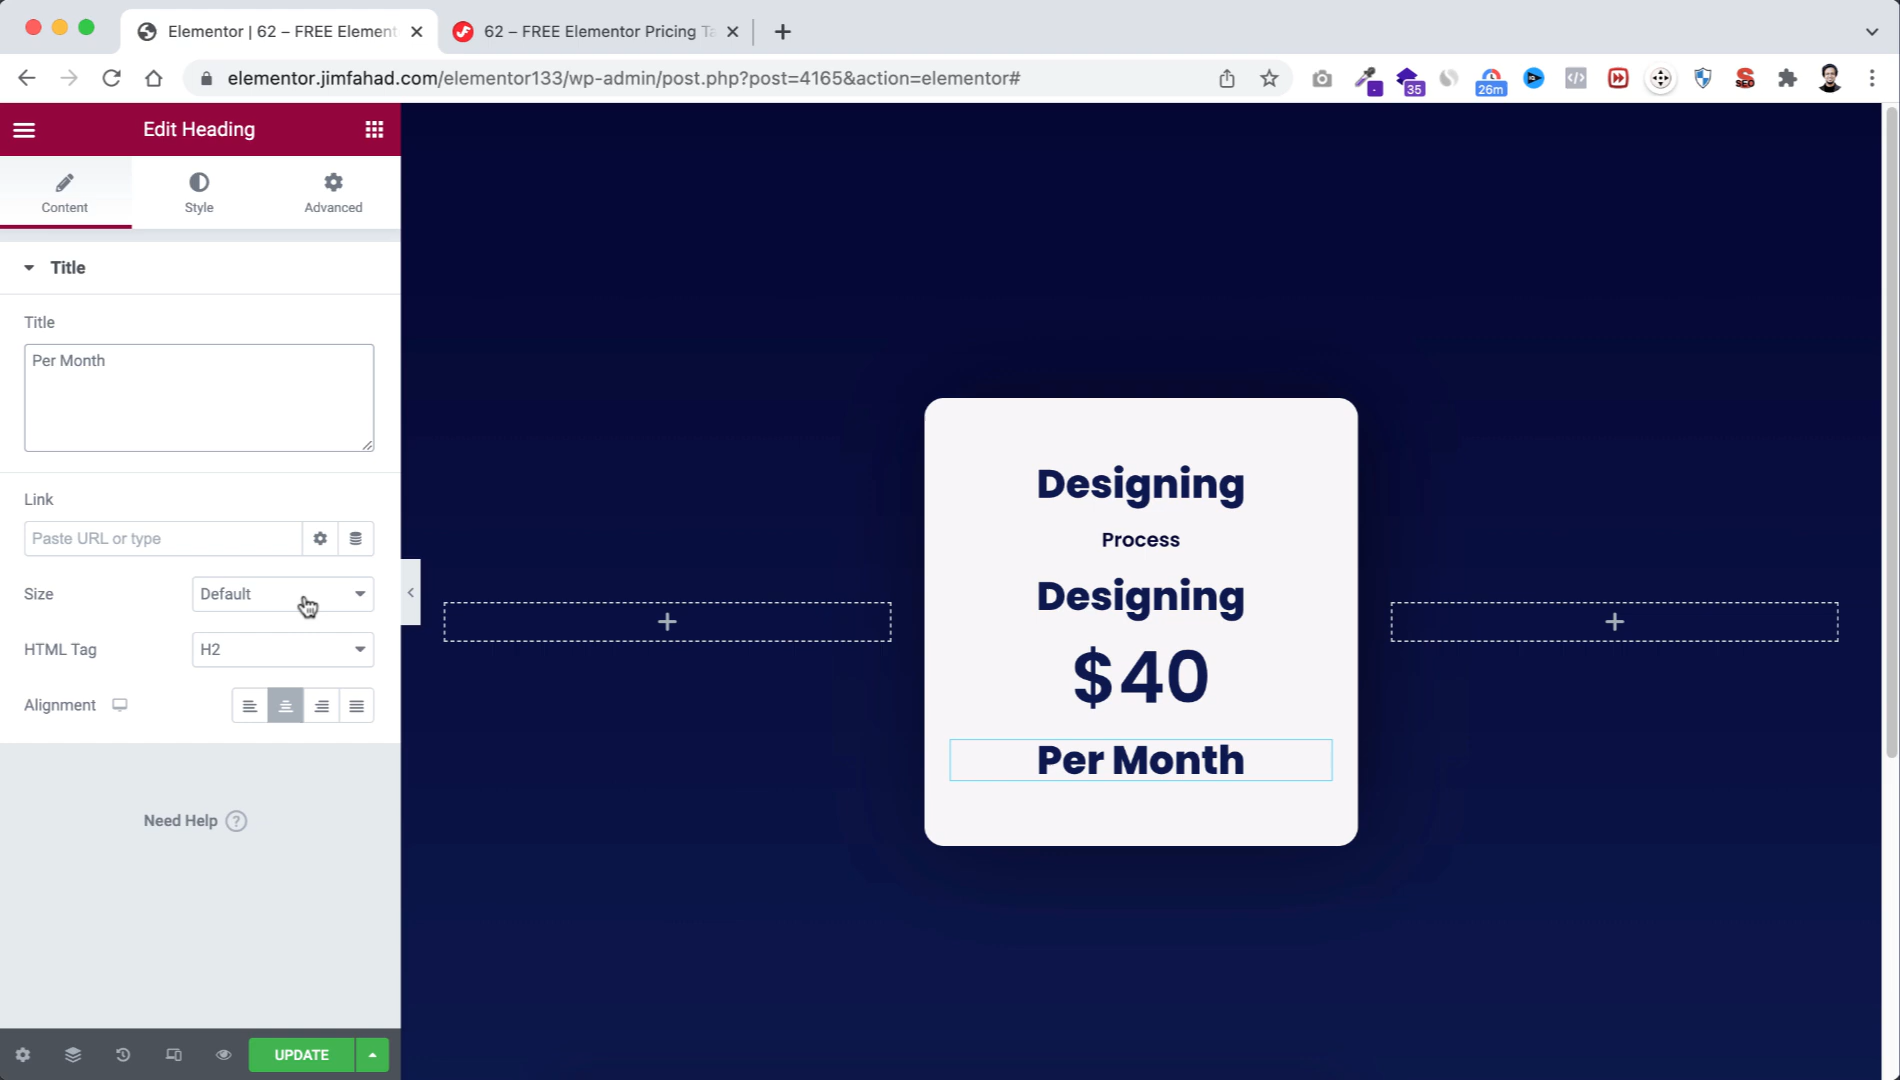 Elementor | 62 – FREE Element
62 – FREE Elementor Pricing Ta
elementor.jimfahad.com/elementor133/wp-admin/post.php?post=4165&action=elementor#
35
26m
SEO
Edit Heading
Content
Style
Advanced
Title
Title
Per Month
Link
Paste URL or type
Size
Default
HTML Tag
H2
Alignment
Need Help ?
UPDATE
Designing
Process
Designing
$40
Per Month